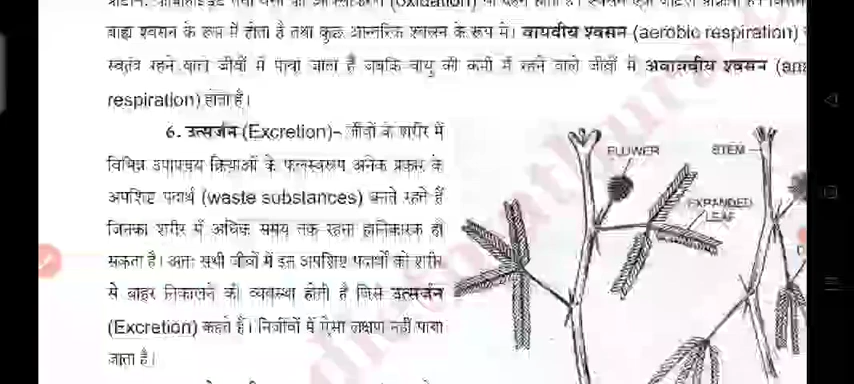 बाह्य श्वसन के रूप में होता है तथा कुछ आन्तरिक श्वसन के रूप में। वायवीय श्वसन (aerobic respiration)
स्वतंत्र रहने वाले जीवों में पाया जाता है जबकि वायु की कमी में रहने वाले जीवों में अवायवीय श्वसन
respiration) होता है।
6. उत्सर्जन (Excretion)– जीवों के शरीर में
विभिन्न उपापचय क्रियाओं के फलस्वरूप अनेक प्रकार के
अपशिष्ट पदार्थ (waste substances) बनते रहते हैं
जिनका शरीर में अधिक समय तक रहना हानिकारक हो
सकता है। अतः सभी जीवों में इन अपशिष्ट पदार्थों को शरीर
से बाहर निकालने की व्यवस्था होती है जिसे उत्सर्जन
(Excretion) कहते हैं। निर्जीवों में ऐसा लक्षण नहीं पाया
जाता है।
FLOWER
STEM
EXPANDED
LEAF